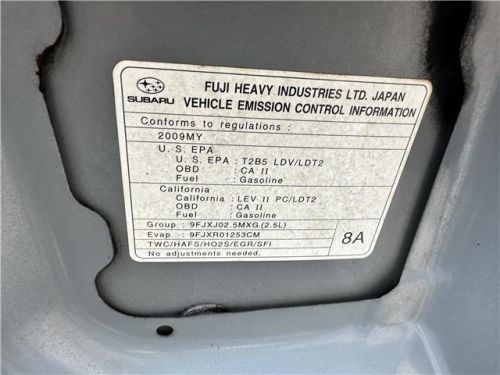 SUBARU
FUJI HEAVY INDUSTRIES LTD. JAPAN
VEHICLE EMISSION CONTROL INFORMATION
Conforms to regulations :
2009MY
U. S. EPA
U. S. EPA : T2B5 LDV/LDT2
OBD : CA II
Fuel : Gasoline
California
California : LEV II PC/LDT2
OBD : CA II
Fuel : Gasoline
Group : 9FJXJ02.5MXG.(2.5L)
Evap : 9FJXR01253CM
TWC/HAFS/HO2S/EGR/SFI
No adjustments needed.
8A